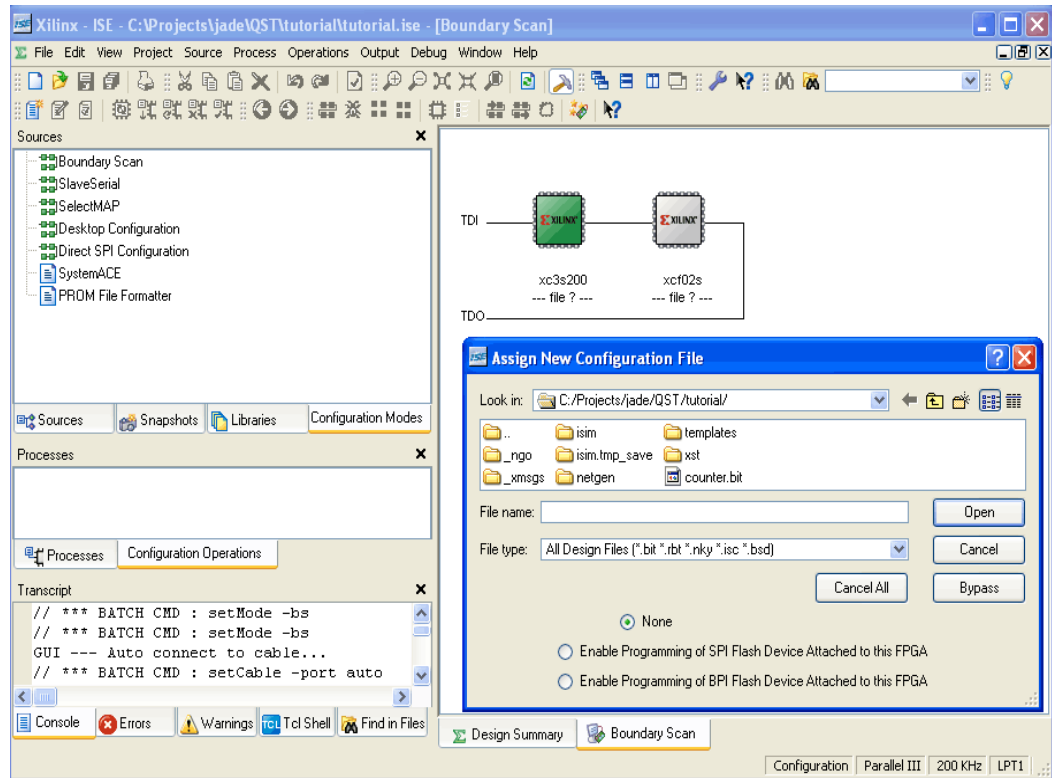 Xilinx - ISE - C:\Projects\jade\QST\tutorial\tutorial.ise - [Boundary Scan]
File Edit View Project Source Process Operations Output Debug Window Help
Sources
Boundary Scan
SlaveSerial
SelectMAP
Desktop Configuration
Direct SPI Configuration
SystemACE
PROM File Formatter
Sources Snapshots Libraries Configuration Modes
Processes
Processes Configuration Operations
Transcript
// *** BATCH CMD : setMode -bs
// *** BATCH CMD : setMode -bs
GUI --- Auto connect to cable...
// *** BATCH CMD : setCable -port auto
Console Errors Warnings TCL Tcl Shell Find in Files
TDI XILINX XILINX
xc3s200 xcf02s
--- file ? --- --- file ? ---
TDO
ISE Assign New Configuration File
Look in: C:/Projects/jade/QST/tutorial/
.. isim templates
_ngo isim.tmp_save xst
_xmsgs netgen counter.bit
File name: Open
File type: All Design Files (*.bit *.rbt *.nky *.isc *.bsd) Cancel
Cancel All Bypass
None
Enable Programming of SPI Flash Device Attached to this FPGA
Enable Programming of BPI Flash Device Attached to this FPGA
Design Summary Boundary Scan
Configuration Parallel III 200 KHz LPT1